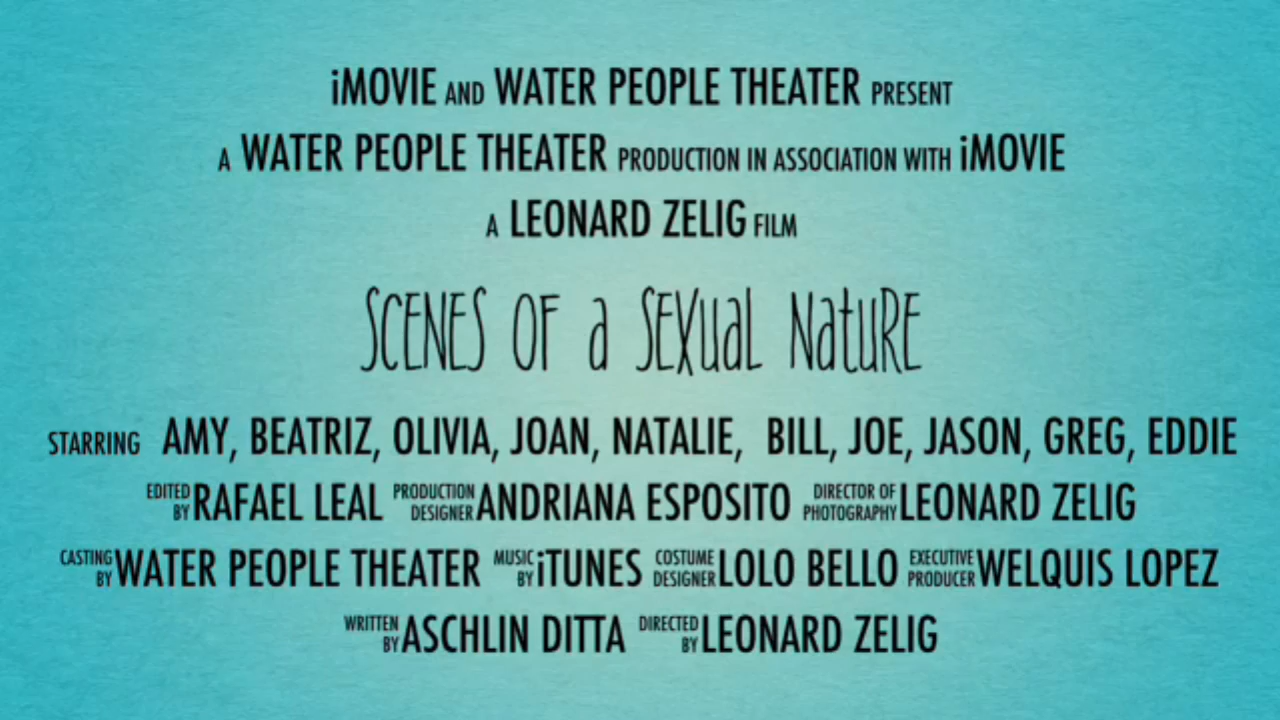 iMOVIE AND WATER PEOPLE THEATER PRESENT
A WATER PEOPLE THEATER PRODUCTION IN ASSOCIATION WITH iMOVIE
A LEONARD ZELIG FILM
SCENES OF a SEXUaL NatURE
STARRING AMY, BEATRIZ, OLIVIA, JOAN, NATALIE, BILL, JOE, JASON, GREG, EDDIE
EDITED BY RAFAEL LEAL PRODUCTION DESIGNER ANDRIANA ESPOSITO DIRECTOR OF PHOTOGRAPHY LEONARD ZELIG
CASTING BY WATER PEOPLE THEATER MUSIC BY iTUNES COSTUME DESIGNER LOLO BELLO EXECUTIVE PRODUCER WELQUIS LOPEZ
WRITTEN BY ASCHLIN DITTA DIRECTED BY LEONARD ZELIG